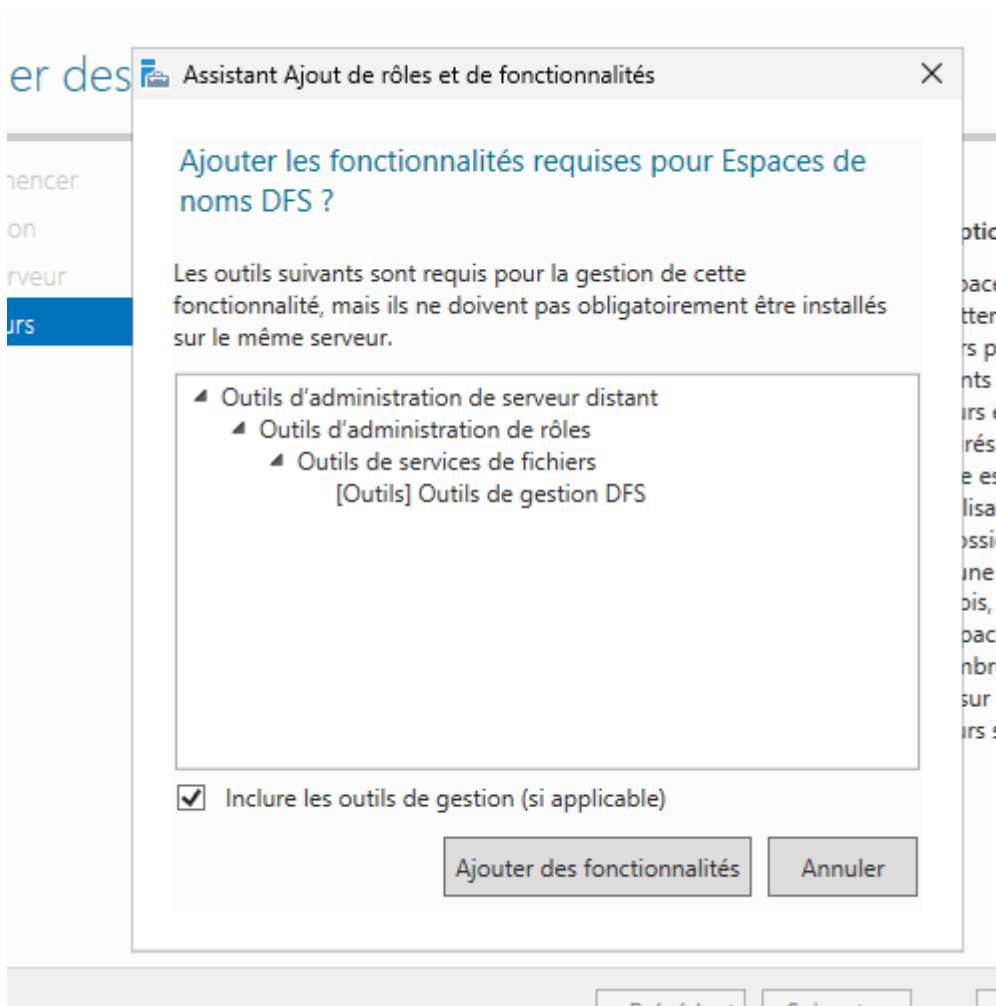 er des
Assistant Ajout de rôles et de fonctionnalités
Ajouter les fonctionnalités requises pour Espaces de
noms DFS ?
Les outils suivants sont requis pour la gestion de cette
fonctionnalité, mais ils ne doivent pas obligatoirement être installés
sur le même serveur.
Outils d'administration de serveur distant
Outils d'administration de rôles
Outils de services de fichiers
[Outils] Outils de gestion DFS
Inclure les outils de gestion (si applicable)
Ajouter des fonctionnalités
Annuler